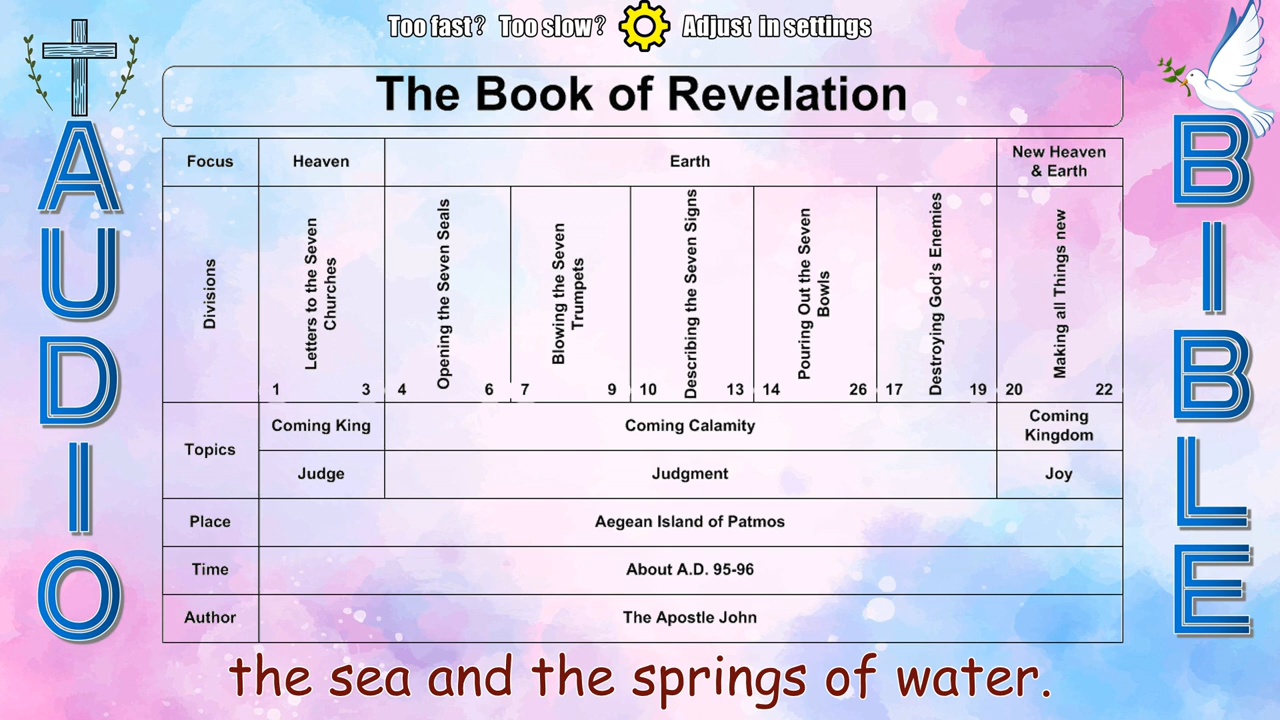 Too fast? Too slow? Adjust in settings
AUDIO
BIBLE
The Book of Revelation
Focus
Heaven
Earth
New Heaven
& Earth
Divisions
Letters to the Seven
Churches
1 3
Opening the Seven Seals
4 6
Blowing the Seven
Trumpets
7 9
Describing the Seven Signs
10 13
Pouring Out the Seven
Bowls
14 26
Destroying God's Enemies
17 19
Making all Things new
20 22
Topics
Coming King
Coming Calamity
Coming
Kingdom
Judge
Judgment
Joy
Place
Aegean Island of Patmos
Time
About A.D. 95-96
Author
The Apostle John
the sea and the springs of water.